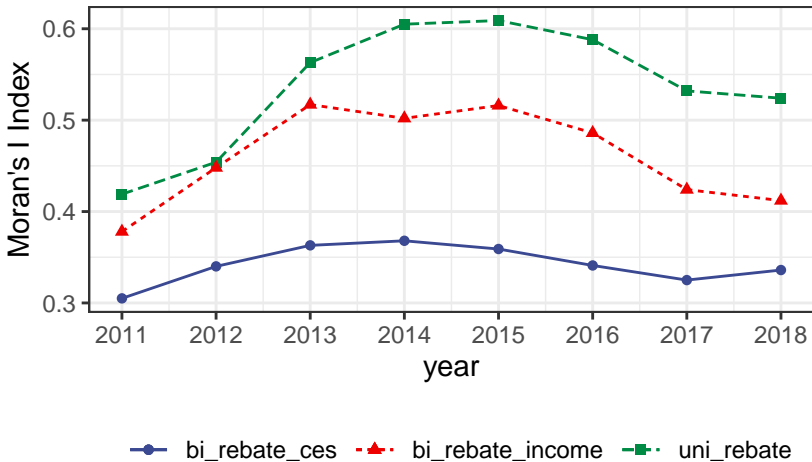 Moran's I Index
0.6
0.5
0.4
0.3
2011 2012 2013 2014 2015 2016 2017 2018
year
bi_rebate_ces bi_rebate_income uni_rebate